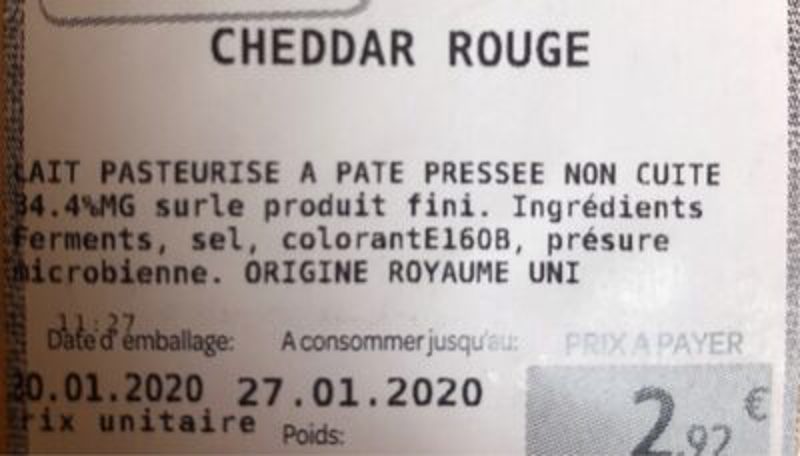 CHEDDAR ROUGE
LAIT PASTEURISE A PATE PRESSEE NON CUITE
34.4%MG surle produit fini. Ingrédients
Ferments, sel, colorantE160B, présure
microbienne. ORIGINE ROYAUME UNI
11:27
Date d'emballage: A consommer jusqu'au: PRIX A PAYER
20.01.2020 27.01.2020
Prix unitaire Poids: 2,92 €